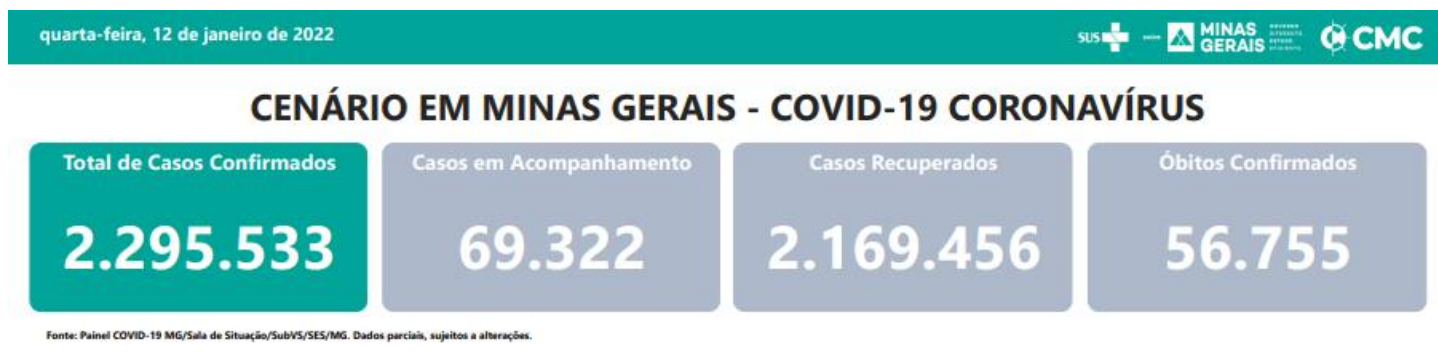 quarta-feira, 12 de janeiro de 2022
SUS
MINAS GERAIS
CMC
CENÁRIO EM MINAS GERAIS - COVID-19 CORONAVÍRUS
Total de Casos Confirmados
2.295.533
Casos em Acompanhamento
69.322
Casos Recuperados
2.169.456
Óbitos Confirmados
56.755
Fonte: Painel COVID-19 MG/Sala de Situação/SubVS/SES/MG. Dados parciais, sujeitos a alterações.